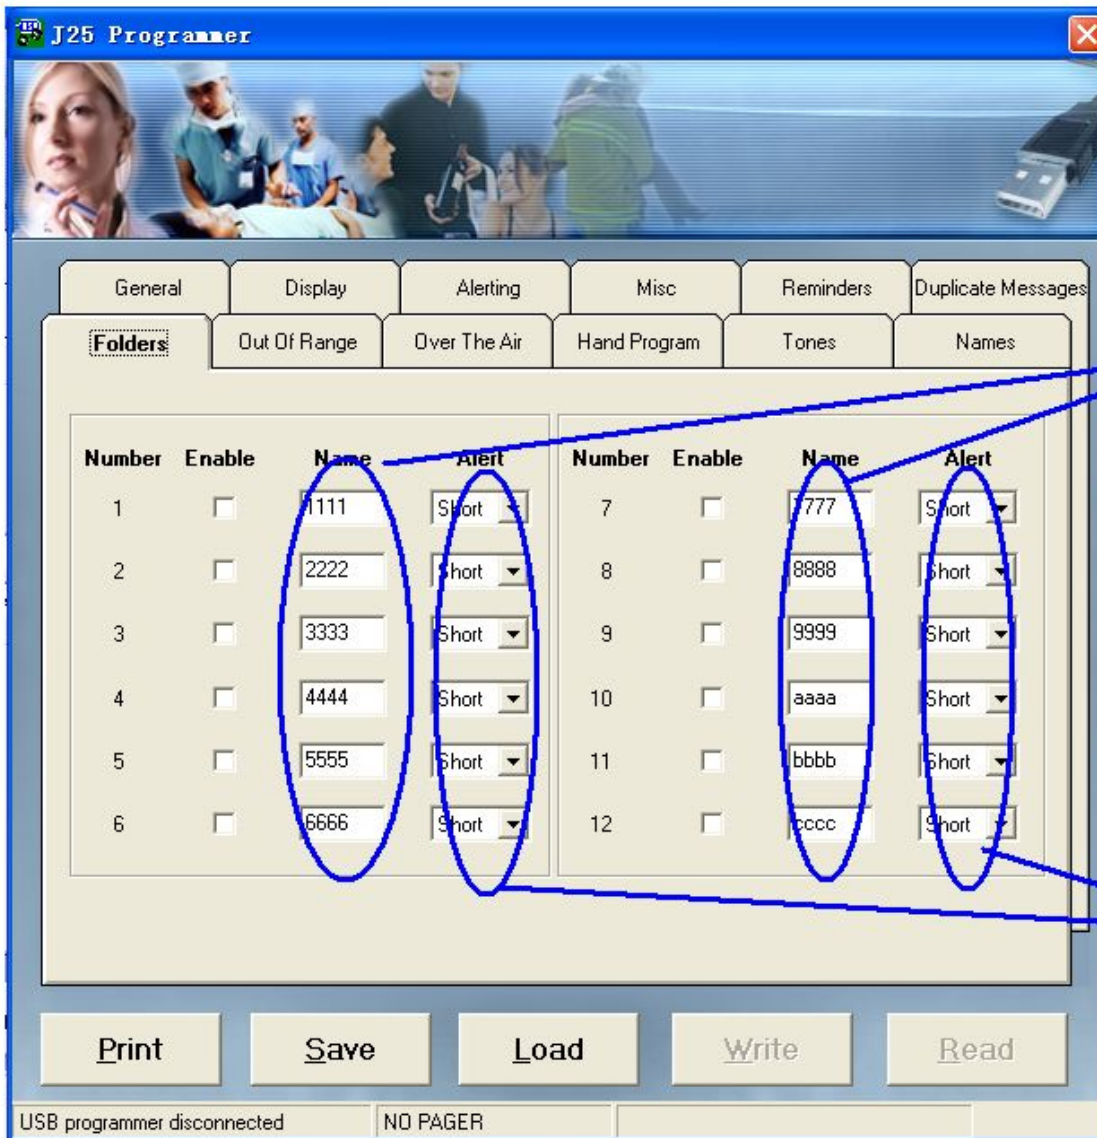 J25 Programmer
General Display Alerting Misc Reminders Duplicate Messages
Folders Out Of Range Over The Air Hand Program Tones Names
Number Enable Name Alert Number Enable Name Alert
1 1111 Short 7 7777 Short
2 2222 Short 8 8888 Short
3 3333 Short 9 9999 Short
4 4444 Short 10 aaaa Short
5 5555 Short 11 bbbb Short
6 6666 Short 12 cccc Short
Print Save Load Write Read
USB programmer disconnected NO PAGER